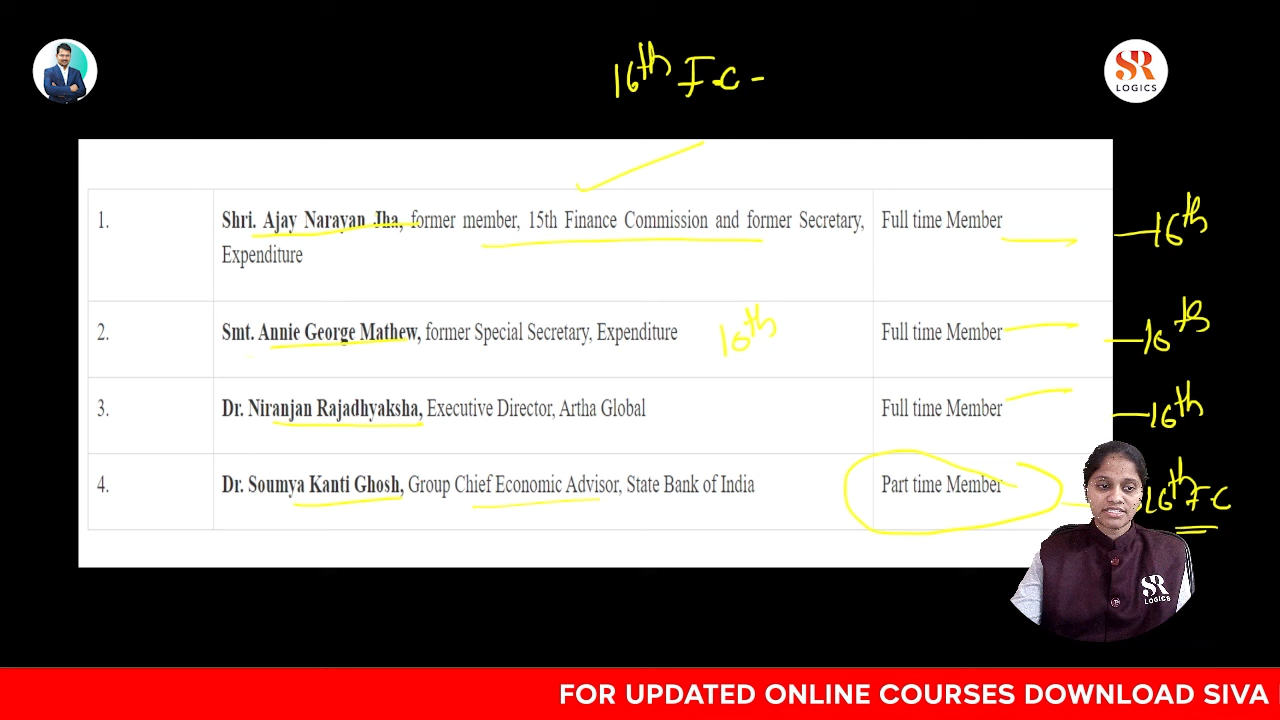 16th F.C -
SR
LOGICS
1. Shri. Ajay Narayan Jha, former member, 15th Finance Commission and former Secretary, Full time Member - 16th
Expenditure
2. Smt. Annie George Mathew, former Special Secretary, Expenditure 16th Full time Member - 16th
3. Dr. Niranjan Rajadhyaksha, Executive Director, Artha Global Full time Member - 16th
4. Dr. Soumya Kanti Ghosh, Group Chief Economic Advisor, State Bank of India Part time Member - 16th F.C
SR
LOGICS
FOR UPDATED ONLINE COURSES DOWNLOAD SIVA